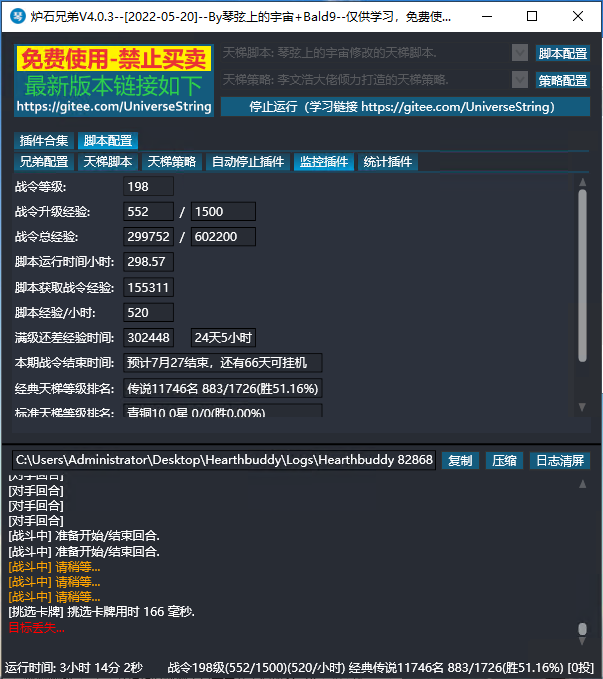 炉石兄弟V4.0.3--[2022-05-20]--By琴弦上的宇宙+Bald9--仅供学习，免费使...
免费使用-禁止买卖
最新版本链接如下
https://gitee.com/UniverseString
天梯脚本: 琴弦上的宇宙修改的天梯脚本.
脚本配置
天梯策略: 李文浩大佬倾力打造的天梯策略.
策略配置
停止运行（学习链接 https://gitee.com/UniverseString）
插件合集 脚本配置
兄弟配置 天梯脚本 天梯策略 自动停止插件 监控插件 统计插件
战令等级: 198
战令升级经验: 552 / 1500
战令总经验: 299752 / 602200
脚本运行时间小时: 298.57
脚本获取战令经验: 155311
脚本经验/小时: 520
满级还差经验时间: 302448 24天5小时
本期战令结束时间: 预计7月27结束，还有66天可挂机
经典天梯等级排名: 传说11746名 883/1726(胜51.16%)
标准天梯等级排名: 青铜10 0星 0/0(胜0.00%)
C:\Users\Administrator\Desktop\Hearthbuddy\Logs\Hearthbuddy 82868
复制 压缩 日志清屏
[对手回合]
[对手回合]
[对手回合]
[对手回合]
[战斗中] 准备开始/结束回合.
[战斗中] 准备开始/结束回合.
[战斗中] 请稍等...
[战斗中] 请稍等...
[战斗中] 请稍等...
[挑选卡牌] 挑选卡牌用时 166 毫秒.
目标丢失...
运行时间: 3小时 14分 2秒 战令198级(552/1500)(520/小时) 经典传说11746名 883/1726(胜51.16%) [0投]